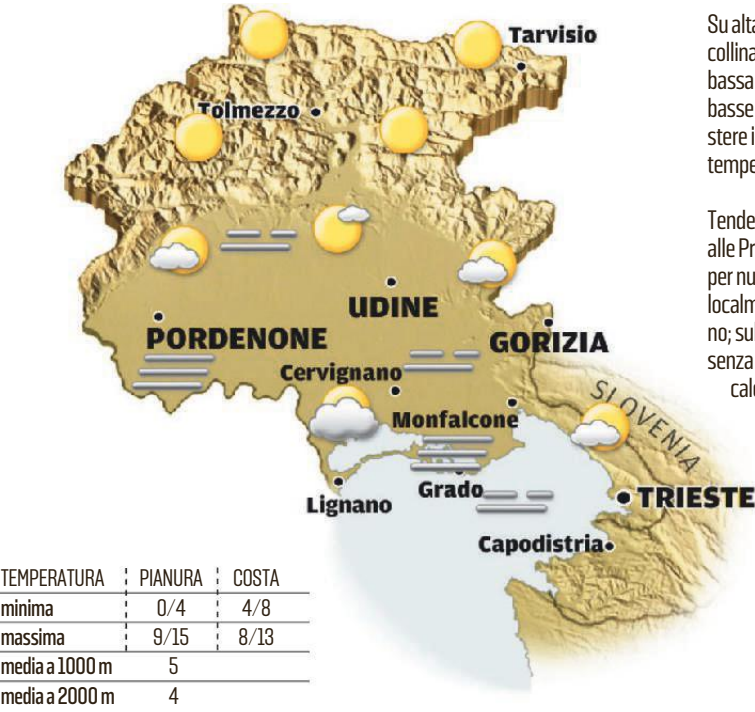 Tarvisio
Tolmezzo
UDINE
PORDENONE
GORIZIA
Cervignano
Monfalcone
SLOVENIA
Lignano
Grado
TRIESTE
Capodistria
TEMPERATURA PIANURA COSTA
minima 0/4 4/8
massima 9/15 8/13
media a 1000 m 5
media a 2000 m 4
Su alta
collina
bassa
basse
stere i
tempe
Tende
alle Pr
per nu
localm
no; su
senza
calo